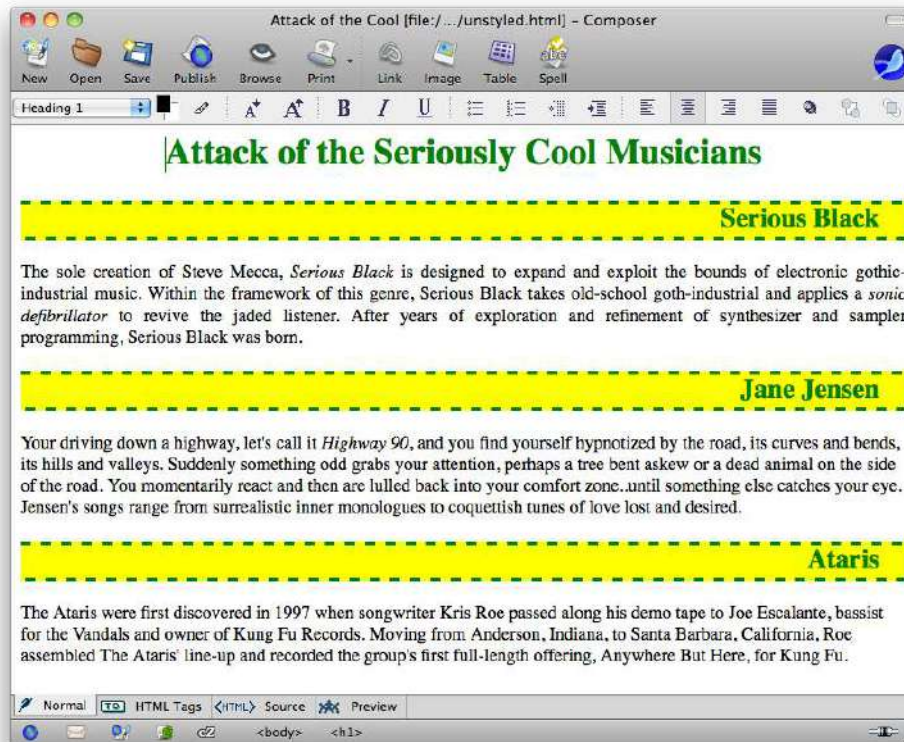 Attack of the Cool [file:/.../unstyled.html] – Composer
New Open Save Publish Browse Print Link Image Table Spell
Heading 1 A A B I U
Attack of the Seriously Cool Musicians
Serious Black
The sole creation of Steve Mecca, Serious Black is designed to expand and exploit the bounds of electronic gothic-
industrial music. Within the framework of this genre, Serious Black takes old-school goth-industrial and applies a sonic
defibrillator to revive the jaded listener. After years of exploration and refinement of synthesizer and sampler
programming, Serious Black was born.
Jane Jensen
Your driving down a highway, let's call it Highway 90, and you find yourself hypnotized by the road, its curves and bends,
its hills and valleys. Suddenly something odd grabs your attention, perhaps a tree bent askew or a dead animal on the side
of the road. You momentarily react and then are lulled back into your comfort zone..until something else catches your eye.
Jensen's songs range from surrealistic inner monologues to coquettish tunes of love lost and desired.
Ataris
The Ataris were first discovered in 1997 when songwriter Kris Roe passed along his demo tape to Joe Escalante, bassist
for the Vandals and owner of Kung Fu Records. Moving from Anderson, Indiana, to Santa Barbara, California, Roe
assembled The Ataris' line-up and recorded the group's first full-length offering, Anywhere But Here, for Kung Fu.
Normal TD HTML Tags <HTML> Source Preview
<body> <h1>